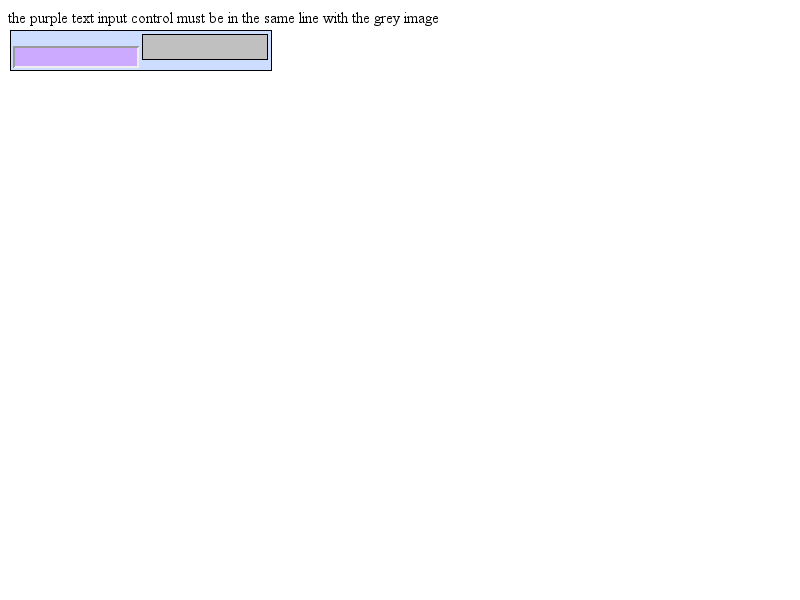 the purple text input control must be in the same line with the grey image